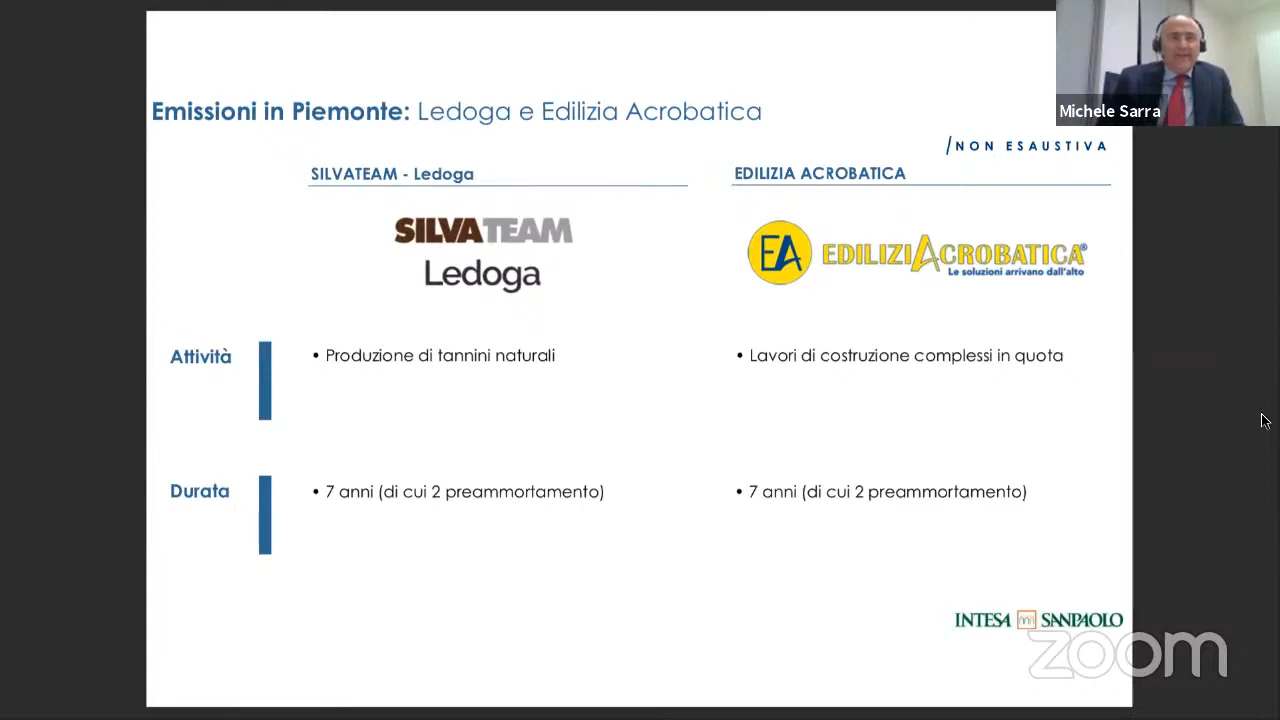 Michele Sarra
Emissioni in Piemonte: Ledoga e Edilizia Acrobatica
/NON ESAUSTIVA
SILVATEAM - Ledoga
EDILIZIA ACROBATICA
SILVATEAM
Ledoga
EA EDILIZIACROBATICA®
Le soluzioni arrivano dall'alto
Attività
• Produzione di tannini naturali
• Lavori di costruzione complessi in quota
Durata
• 7 anni (di cui 2 preammortamento)
• 7 anni (di cui 2 preammortamento)
INTESA SANPAOLO
zoom